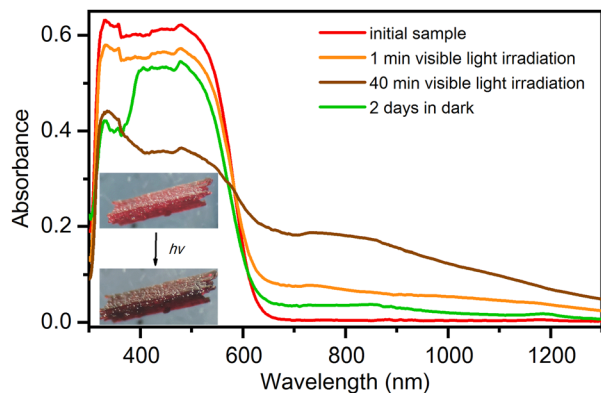 initial sample
1 min visible light irradiation
40 min visible light irradiation
2 days in dark
Absorbance
0.6
0.4
0.2
0.0
hv
400 600 800 1000 1200
Wavelength (nm)